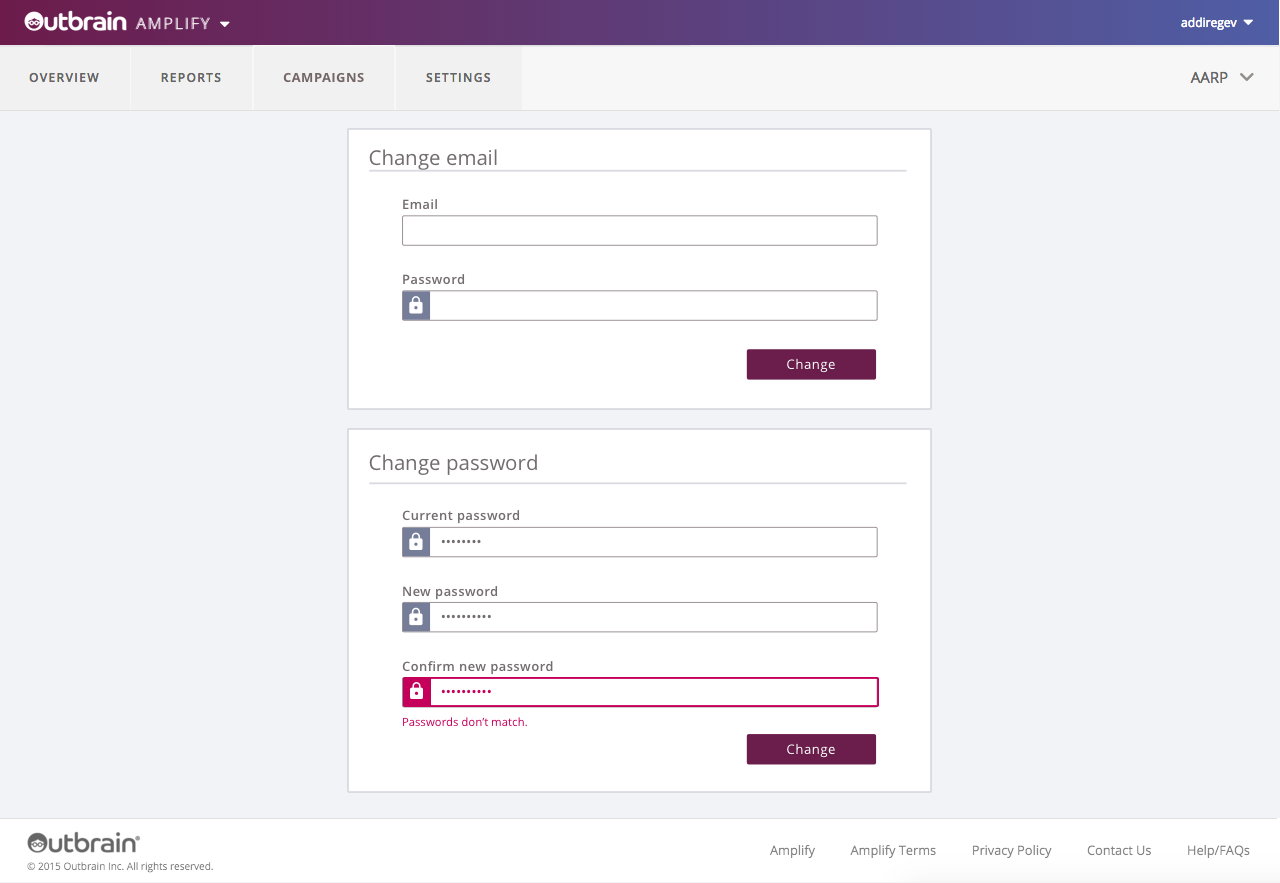 Outbrain AMPLIFY
addiregev
OVERVIEW
REPORTS
CAMPAIGNS
SETTINGS
AARP
Change email
Email
Password
Change
Change password
Current password
••••••••
New password
••••••••••
Confirm new password
••••••••••
Passwords don't match.
Change
Outbrain®
© 2015 Outbrain Inc. All rights reserved.
Amplify
Amplify Terms
Privacy Policy
Contact Us
Help/FAQs